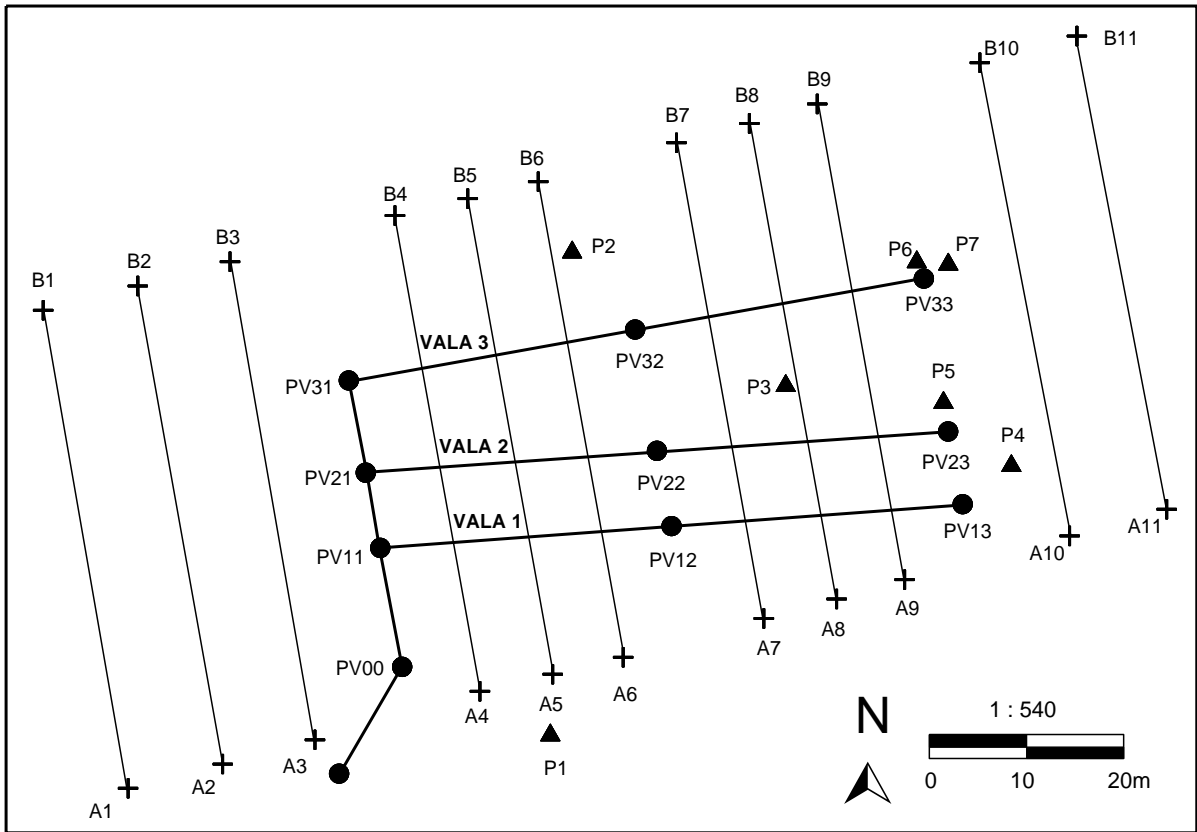 B11
B10
B9
B8
B7
B6
B5
B4
B3
B2
B1
P2
P6
P7
PV33
VALA 3
PV32
PV31
P3
P5
P4
VALA 2
PV21
PV22
PV23
VALA 1
PV11
PV12
PV13
A11
A10
A9
A8
A7
A6
A5
A4
PV00
A3
A2
A1
P1
N
1 : 540
0 10 20m